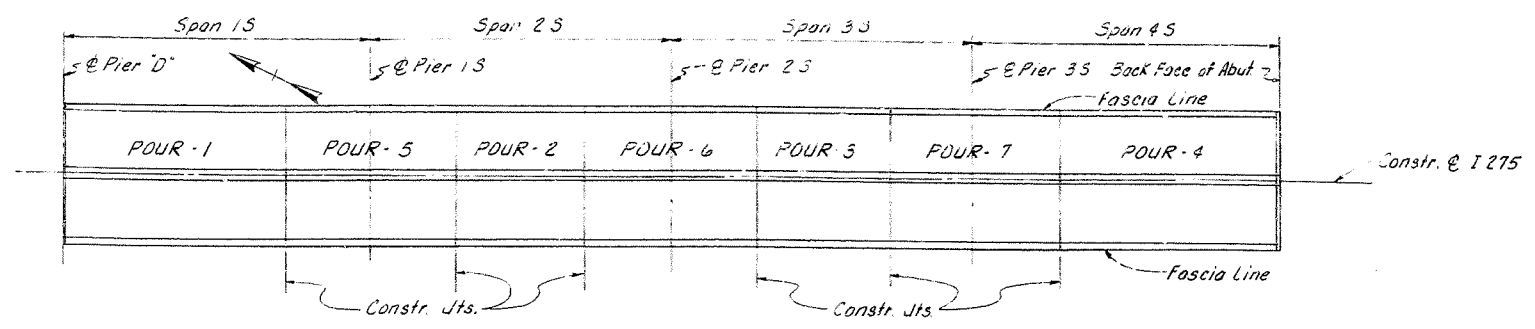 Span 1S
Span 2S
Span 3S
Span 4S
℄ Pier "D"
℄ Pier 1S
℄ Pier 2S
℄ Pier 3S
Back Face of Abut.
Fascia Line
POUR - 1
POUR - 5
POUR - 2
POUR - 6
POUR - 3
POUR - 7
POUR - 4
Constr. ℄ I 275
Fascia Line
Constr. Jts.
Constr. Jts.